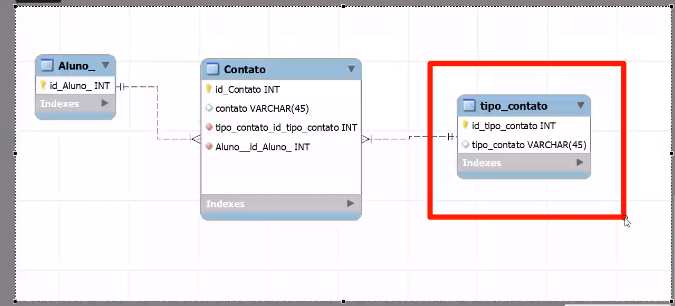 Aluno_
id_Aluno_ INT
Indexes
Contato
id_Contato INT
contato VARCHAR(45)
tipo_contato_id_tipo_contato INT
Aluno__id_Aluno_ INT
Indexes
tipo_contato
id_tipo_contato INT
tipo_contato VARCHAR(45)
Indexes